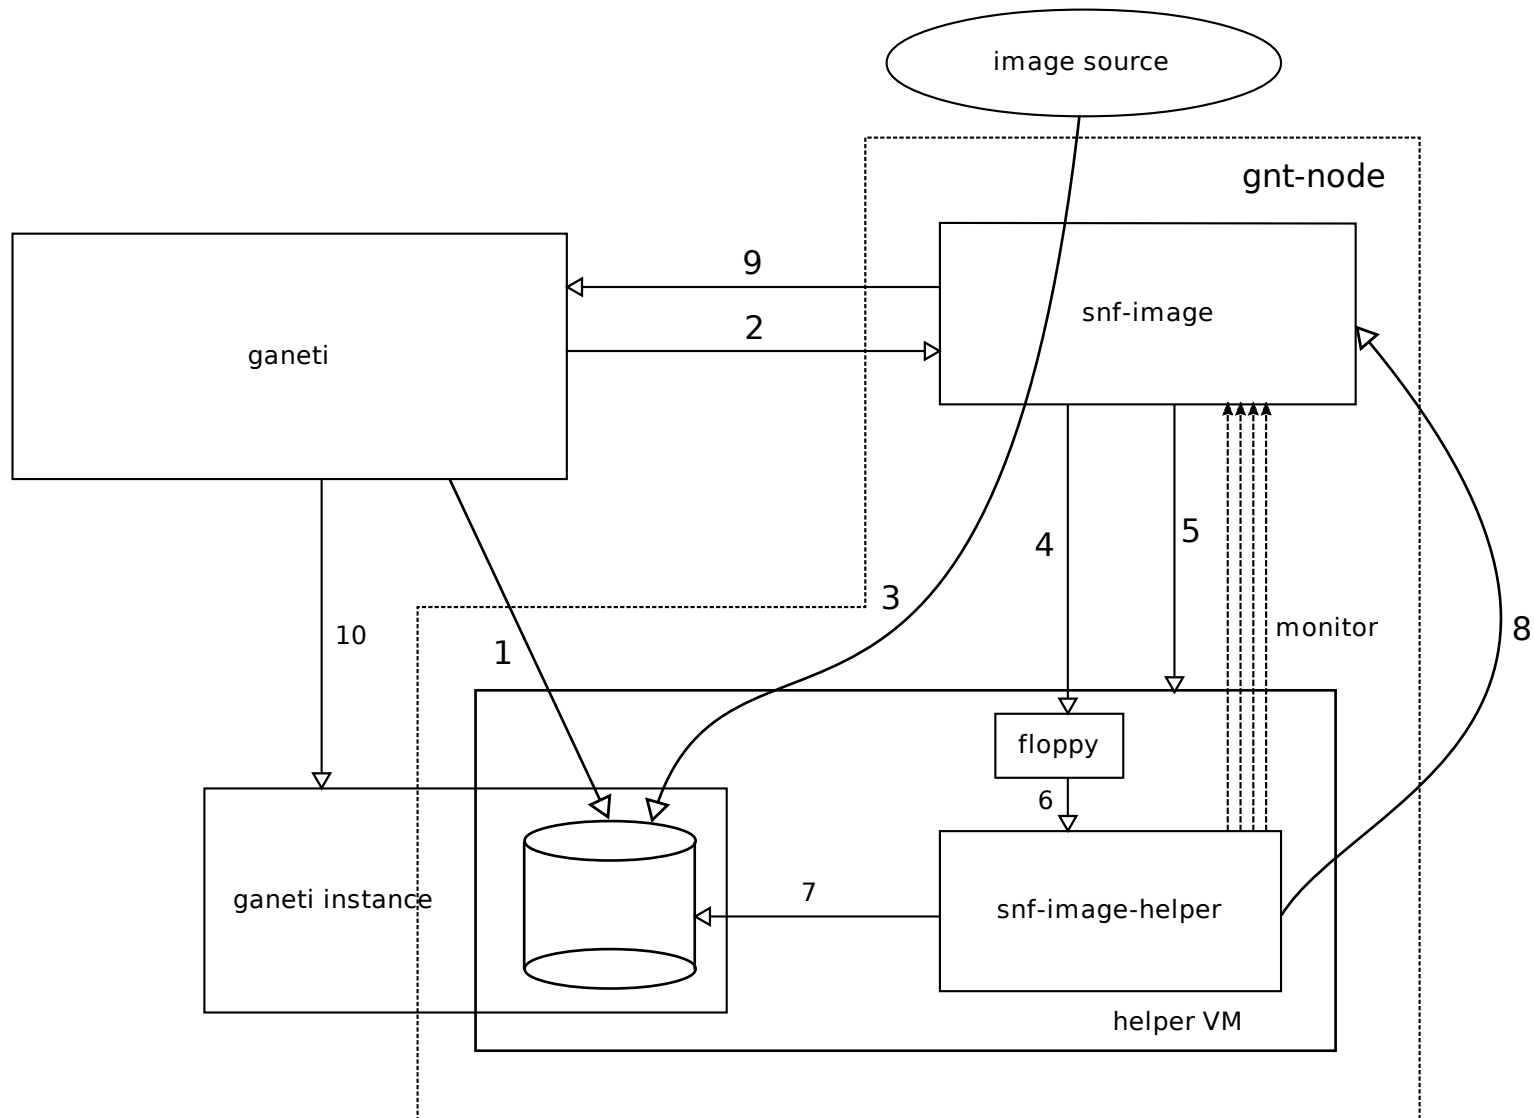 image source
gnt-node
9
snf-image
2
ganeti
4
5
3
10
1
monitor
8
floppy
6
7
ganeti instance
snf-image-helper
helper VM